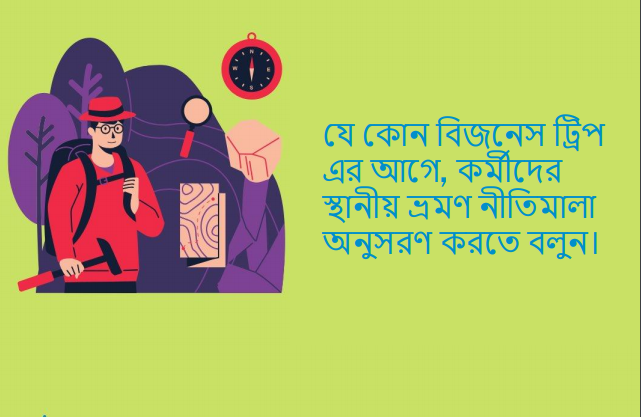 যে কোন বিজনেস ট্রিপ
এর আগে, কর্মীদের
স্থানীয় ভ্রমণ নীতিমালা
অনুসরণ করতে বলুন।
N
W
E
S